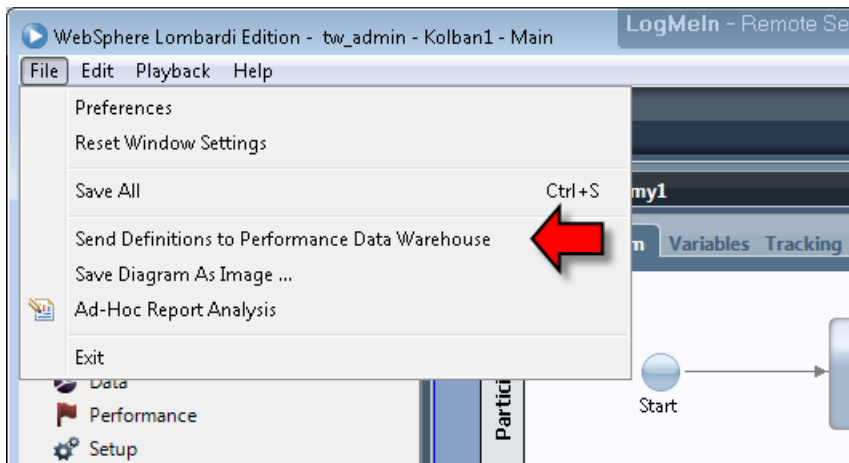 WebSphere Lombardi Edition - tw_admin - Kolban1 - Main
LogMeIn - Remote Se
File Edit Playback Help
Preferences
Reset Window Settings
Save All Ctrl+S
my1
Send Definitions to Performance Data Warehouse
m Variables Tracking
Save Diagram As Image ...
Ad-Hoc Report Analysis
Exit
Data
Performance
Setup
Partici
Start